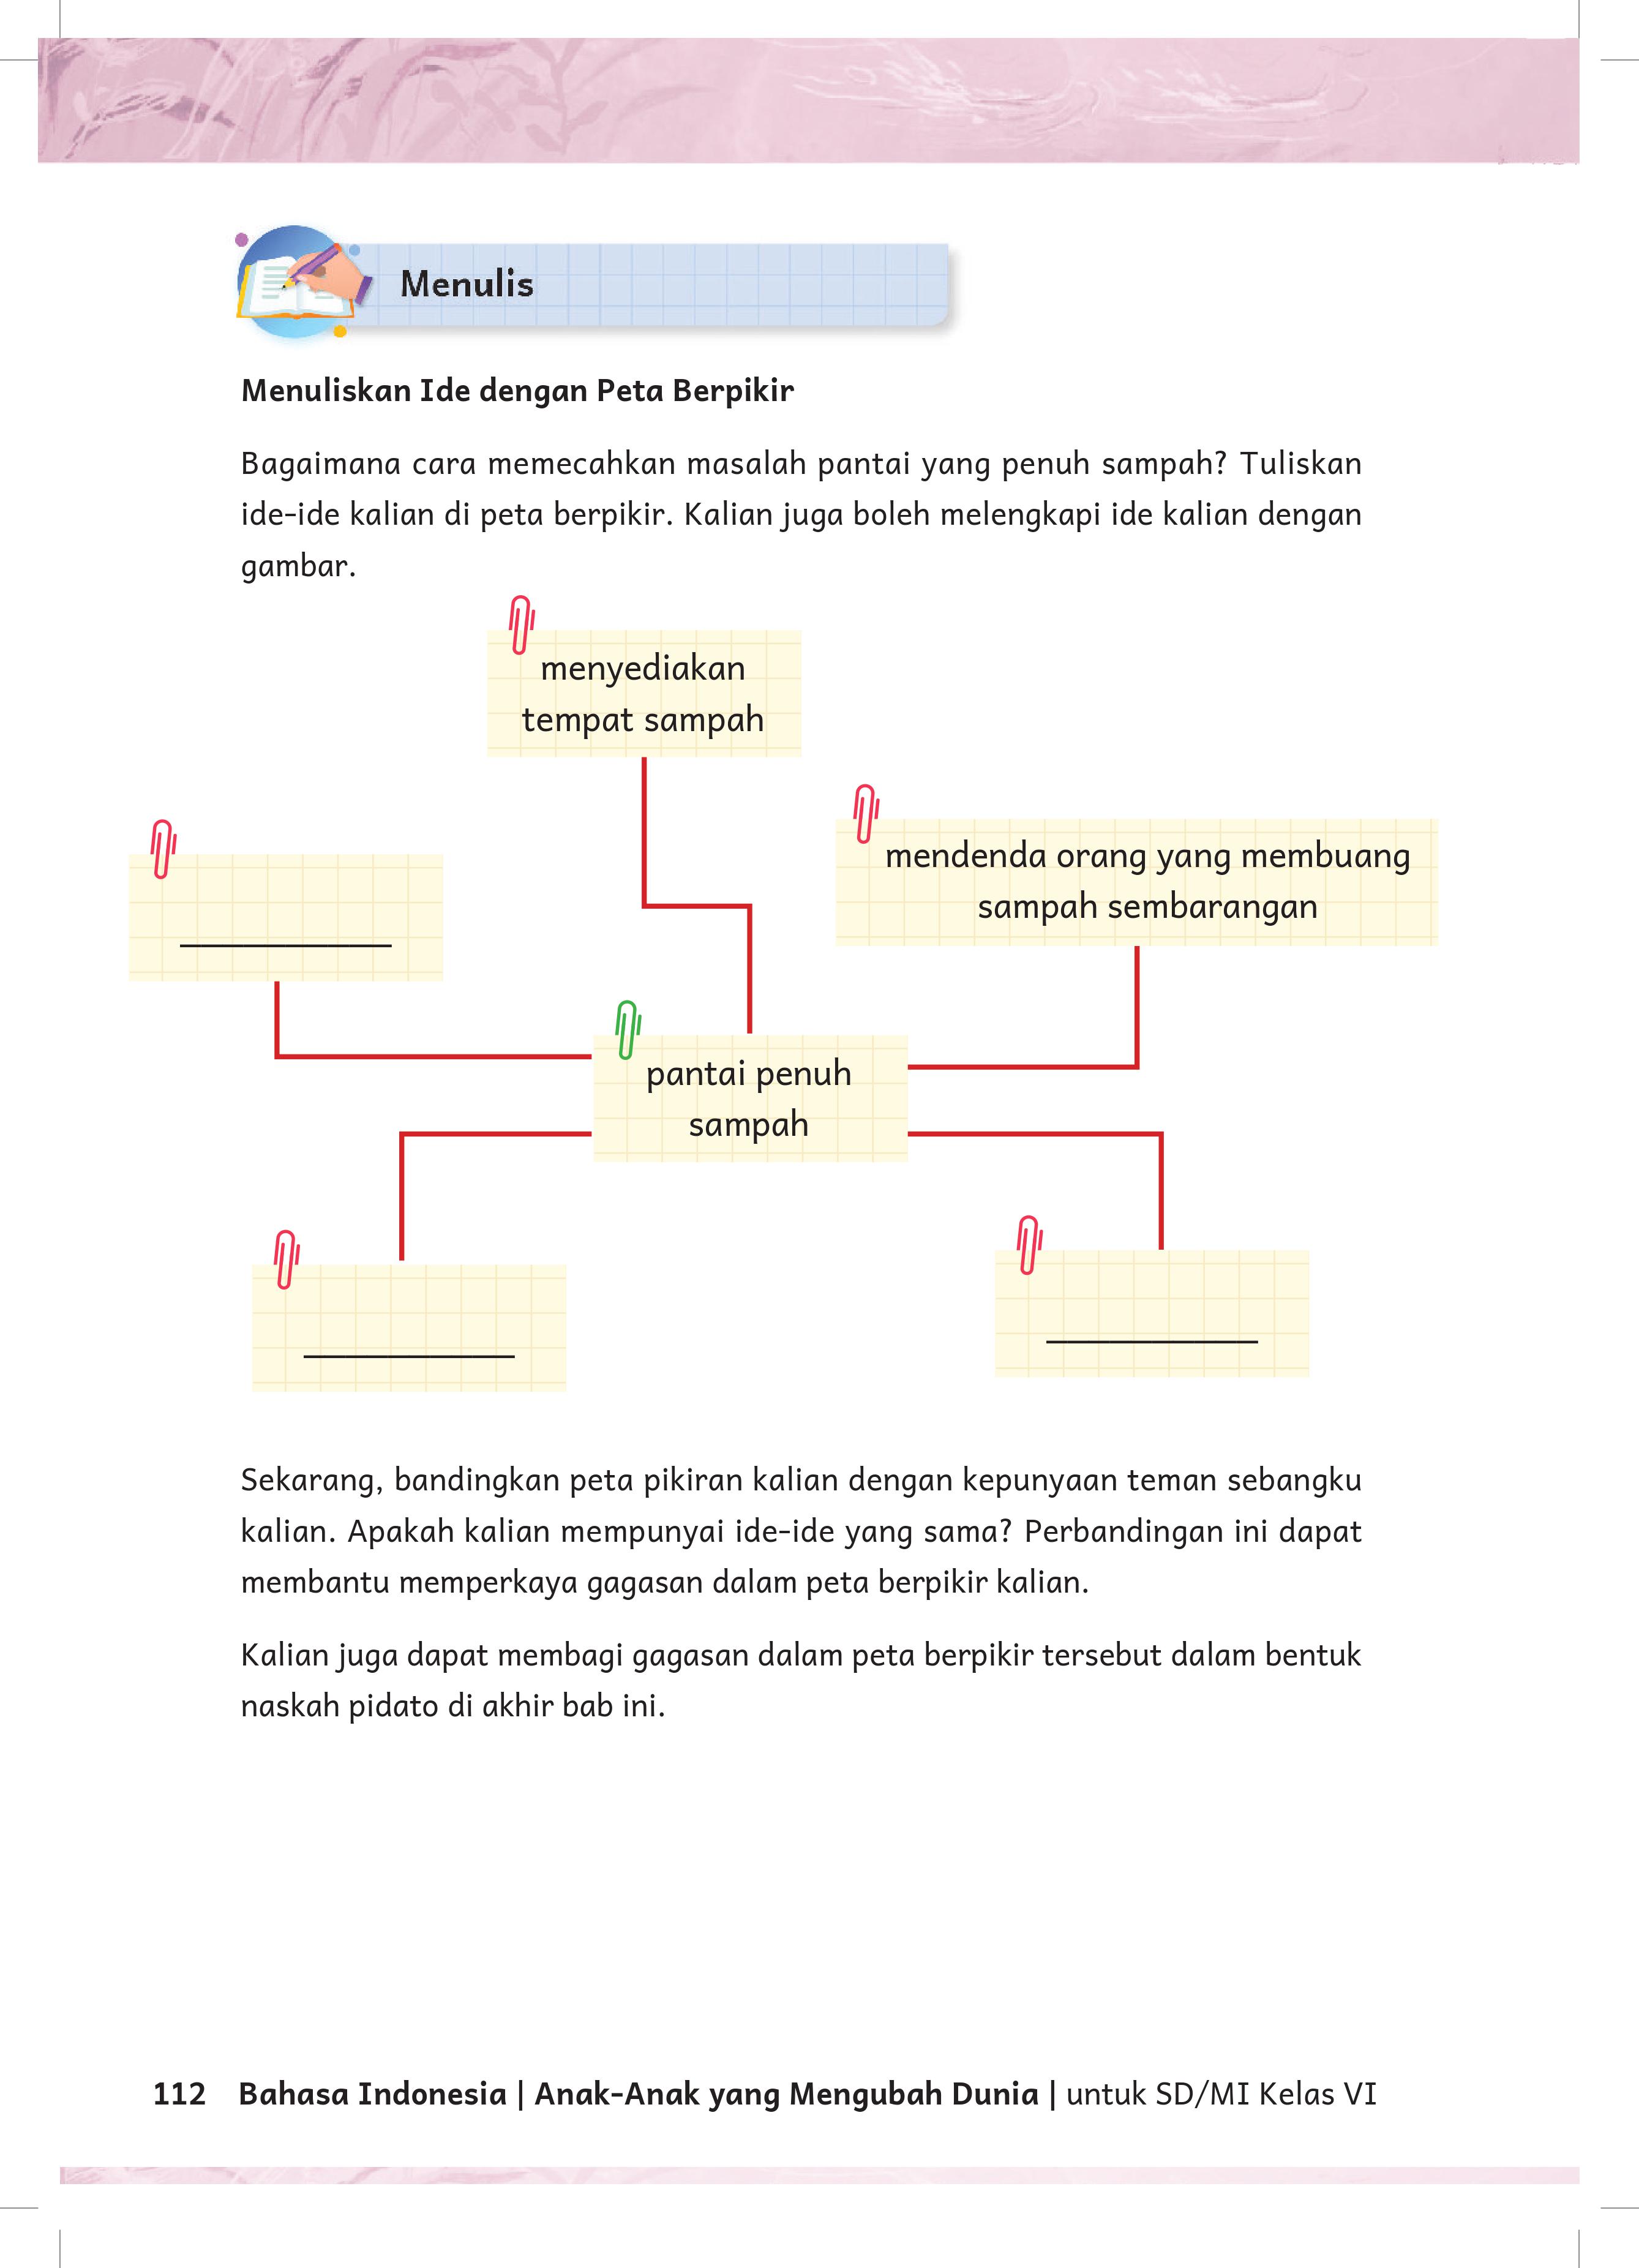 Menulis
Menuliskan Ide dengan Peta Berpikir
Bagaimana cara memecahkan masalah pantai yang penuh sampah? Tuliskan
ide-ide kalian di peta berpikir. Kalian juga boleh melengkapi ide kalian dengan
gambar.
menyediakan
tempat sampah
mendenda orang yang membuang
sampah sembarangan
pantai penuh
sampah
Sekarang, bandingkan peta pikiran kalian dengan kepunyaan teman sebangku
kalian. Apakah kalian mempunyai ide-ide yang sama? Perbandingan ini dapat
membantu memperkaya gagasan dalam peta berpikir kalian.
Kalian juga dapat membagi gagasan dalam peta berpikir tersebut dalam bentuk
naskah pidato di akhir bab ini.
112 Bahasa Indonesia | Anak-Anak yang Mengubah Dunia | untuk SD/MI Kelas VI